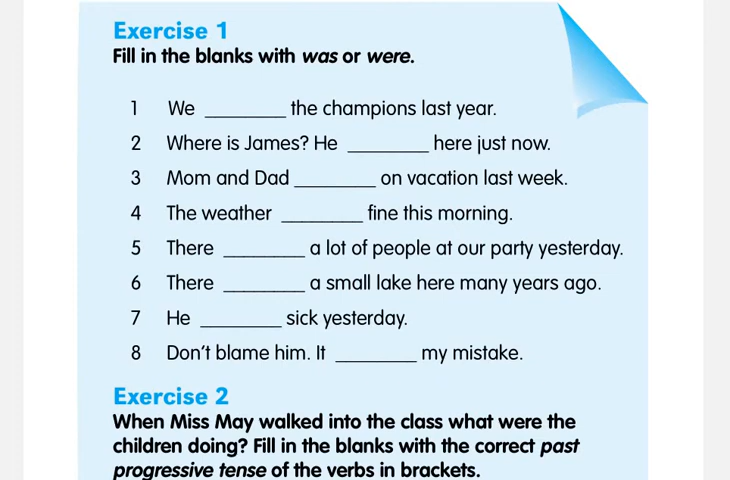 Exercise 1
Fill in the blanks with was or were.
1 We ________ the champions last year.
2 Where is James? He ________ here just now.
3 Mom and Dad ________ on vacation last week.
4 The weather ________ fine this morning.
5 There ________ a lot of people at our party yesterday.
6 There ________ a small lake here many years ago.
7 He ________ sick yesterday.
8 Don't blame him. It ________ my mistake.
Exercise 2
When Miss May walked into the class what were the
children doing? Fill in the blanks with the correct past
progressive tense of the verbs in brackets.